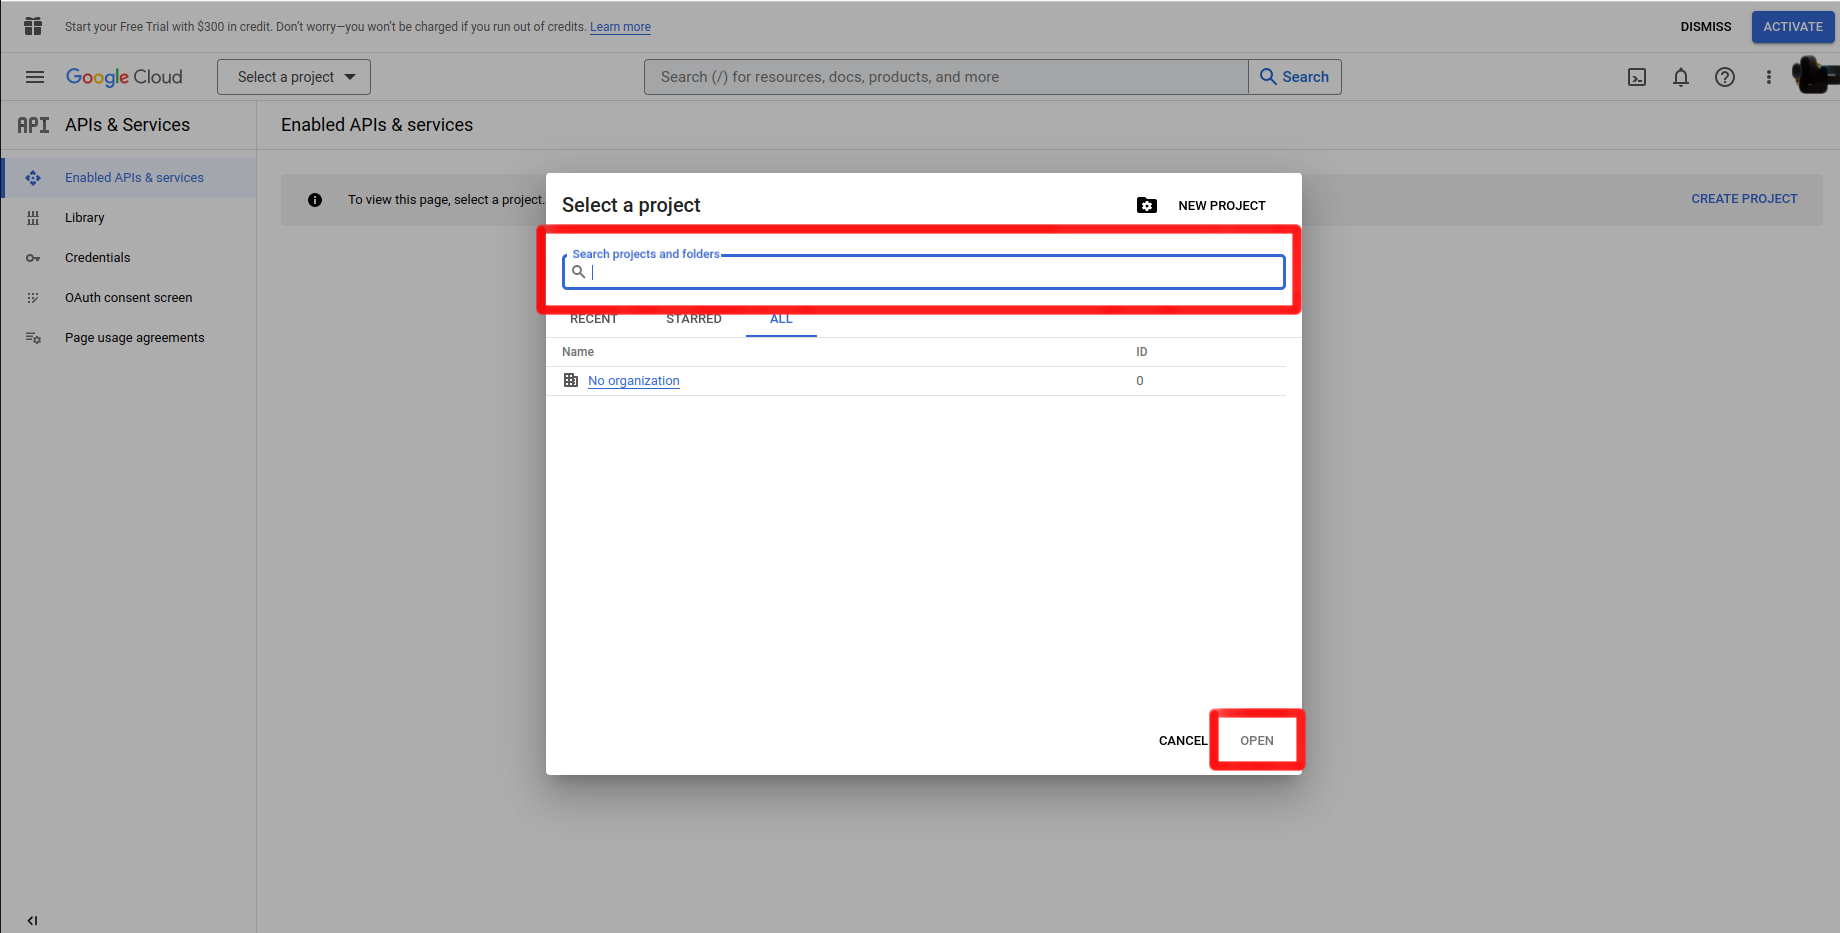 Start your Free Trial with $300 in credit. Don't worry—you won't be charged if you run out of credits. Learn more
DISMISS
ACTIVATE
Google Cloud
Select a project
Search (/) for resources, docs, products, and more
Search
API
APIs & Services
Enabled APIs & services
Enabled APIs & services
Library
Credentials
OAuth consent screen
Page usage agreements
To view this page, select a project.
CREATE PROJECT
Select a project
NEW PROJECT
Search projects and folders
RECENT
STARRED
ALL
Name
ID
No organization
0
CANCEL
OPEN